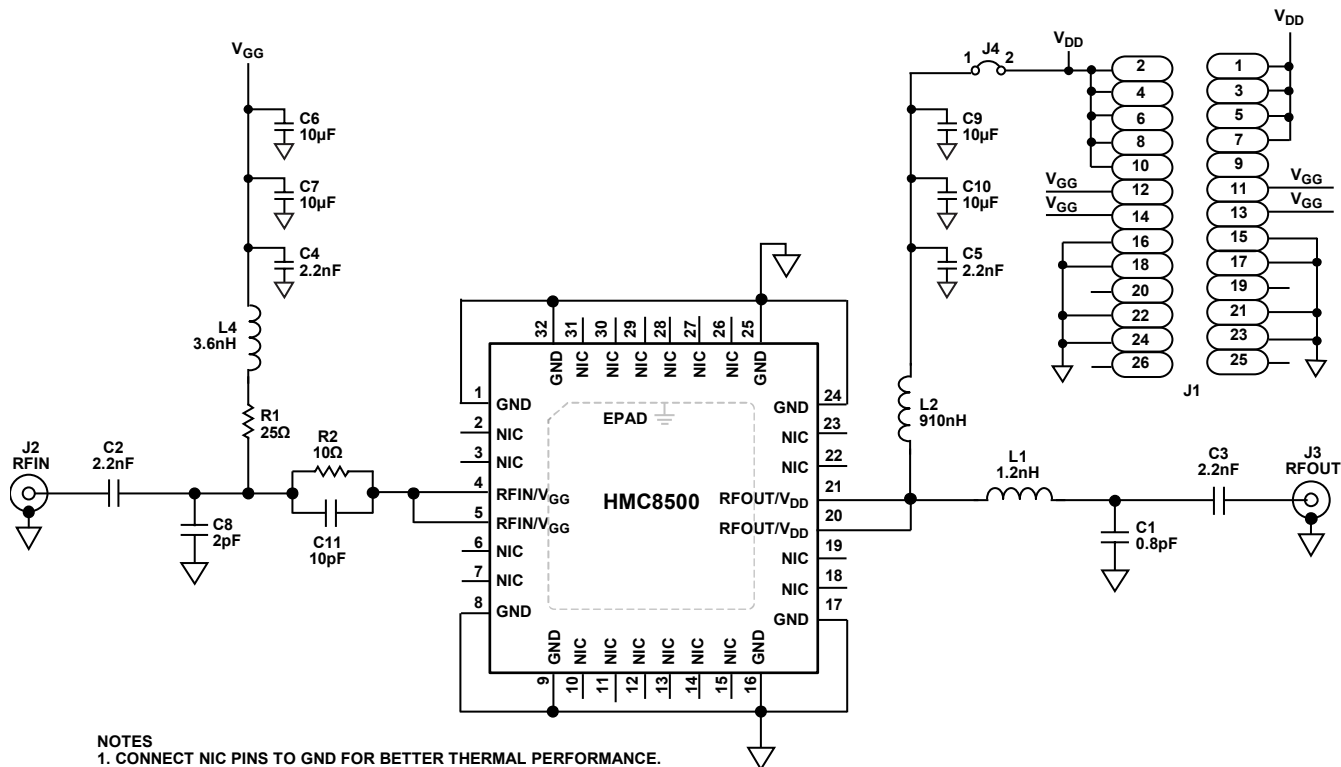 VGG
C6
10µF
C7
10µF
C4
2.2nF
L4
3.6nH
R1
25Ω
R2
10Ω
C11
10pF
J2
RFIN
C2
2.2nF
C8
2pF
32
31
30
29
28
27
26
25
GND
NIC
NIC
NIC
NIC
NIC
NIC
GND
1
GND
2
NIC
3
NIC
4
RFIN/VGG
5
RFIN/VGG
6
NIC
7
NIC
8
GND
EPAD
HMC8500
24
GND
23
NIC
22
NIC
21
RFOUT/VDD
20
RFOUT/VDD
19
NIC
18
NIC
17
GND
GND
NIC
NIC
NIC
NIC
NIC
NIC
GND
9
10
11
12
13
14
15
16
1
J4
2
VDD
C9
10µF
C10
10µF
C5
2.2nF
L2
910nH
L1
1.2nH
C1
0.8pF
C3
2.2nF
J3
RFOUT
2
4
6
8
10
VGG
12
VGG
14
16
18
20
22
24
26
VDD
1
3
5
7
9
11
VGG
13
VGG
15
17
19
21
23
25
J1
NOTES
1. CONNECT NIC PINS TO GND FOR BETTER THERMAL PERFORMANCE.